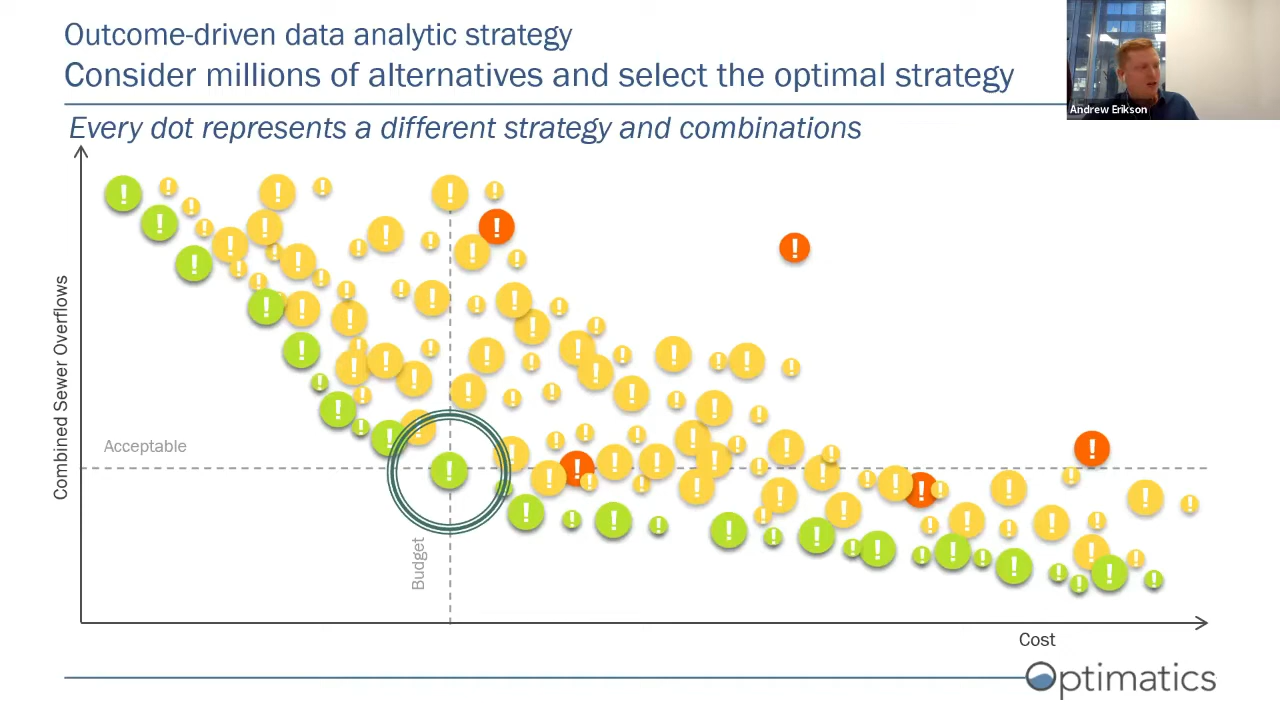 Outcome-driven data analytic strategy
Consider millions of alternatives and select the optimal strategy
Andrew Erikson
Every dot represents a different strategy and combinations
Combined Sewer Overflows
Acceptable
Budget
Cost
Optimatics